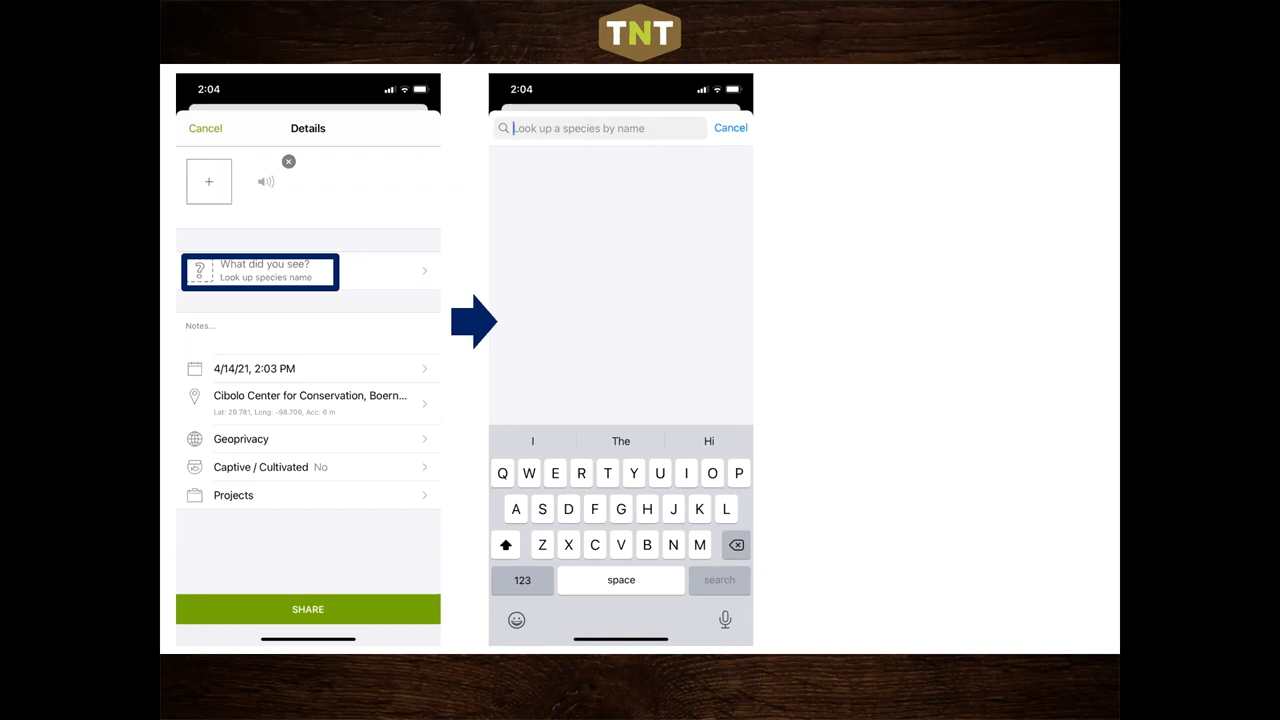 TNT
2:04
Cancel
Details
+
What did you see?
?
Look up species name
Notes...
4/14/21, 2:03 PM
Cibolo Center for Conservation, Boern...
Lat: 29.781, Long: -98.709, Acc: 6 m
Geoprivacy
Captive / Cultivated No
Projects
SHARE
2:04
Look up a species by name
Cancel
I The Hi
Q W E R T Y U I O P
A S D F G H J K L
Z X C V B N M
123 space search